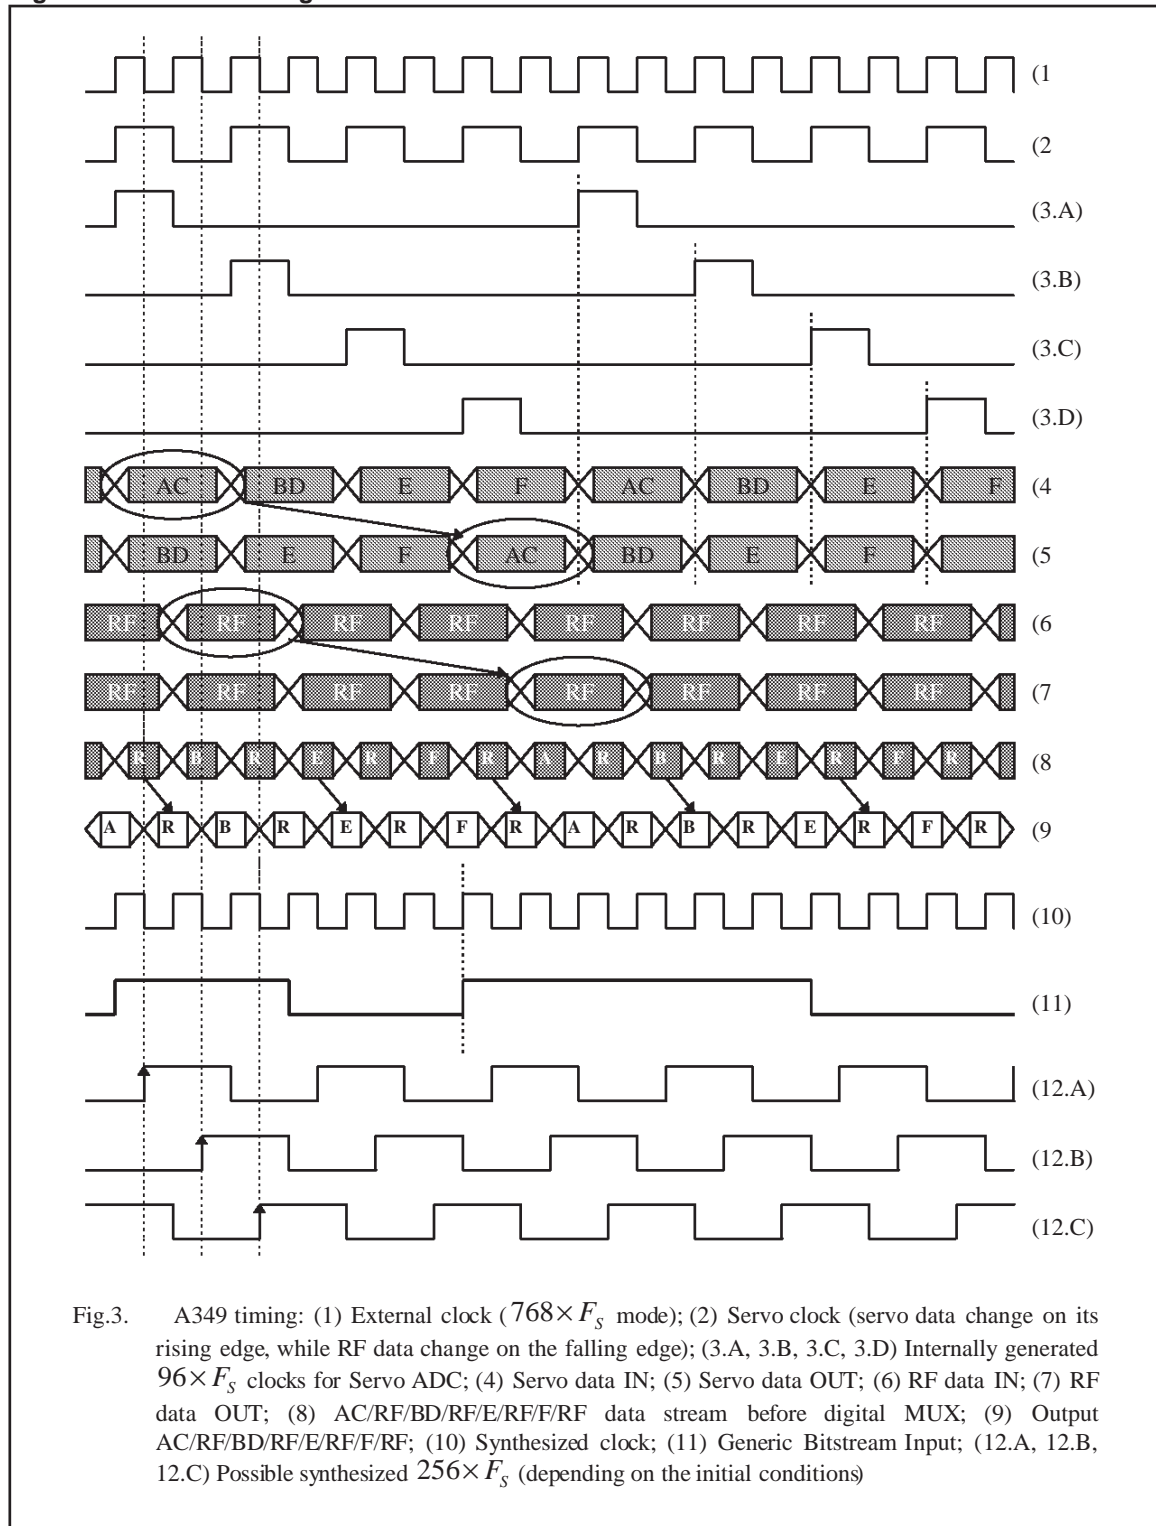 (1
(2
(3.A)
(3.B)
(3.C)
(3.D)
AC BD E F AC BD E F (4
BD E F AC BD E F (5
RF RF RF RF RF RF RF RF (6
RF RF RF RF RF RF RF RF (7
R B R E R F R A R B R E R F R (8
A R B R E R F R A R B R E R F R (9
(10)
(11)
(12.A)
(12.B)
(12.C)
Fig.3. A349 timing: (1) External clock (768×F_S mode); (2) Servo clock (servo data change on its
rising edge, while RF data change on the falling edge); (3.A, 3.B, 3.C, 3.D) Internally generated
96×F_S clocks for Servo ADC; (4) Servo data IN; (5) Servo data OUT; (6) RF data IN; (7) RF
data OUT; (8) AC/RF/BD/RF/E/RF/F/RF data stream before digital MUX; (9) Output
AC/RF/BD/RF/E/RF/F/RF; (10) Synthesized clock; (11) Generic Bitstream Input; (12.A, 12.B,
12.C) Possible synthesized 256×F_S (depending on the initial conditions)